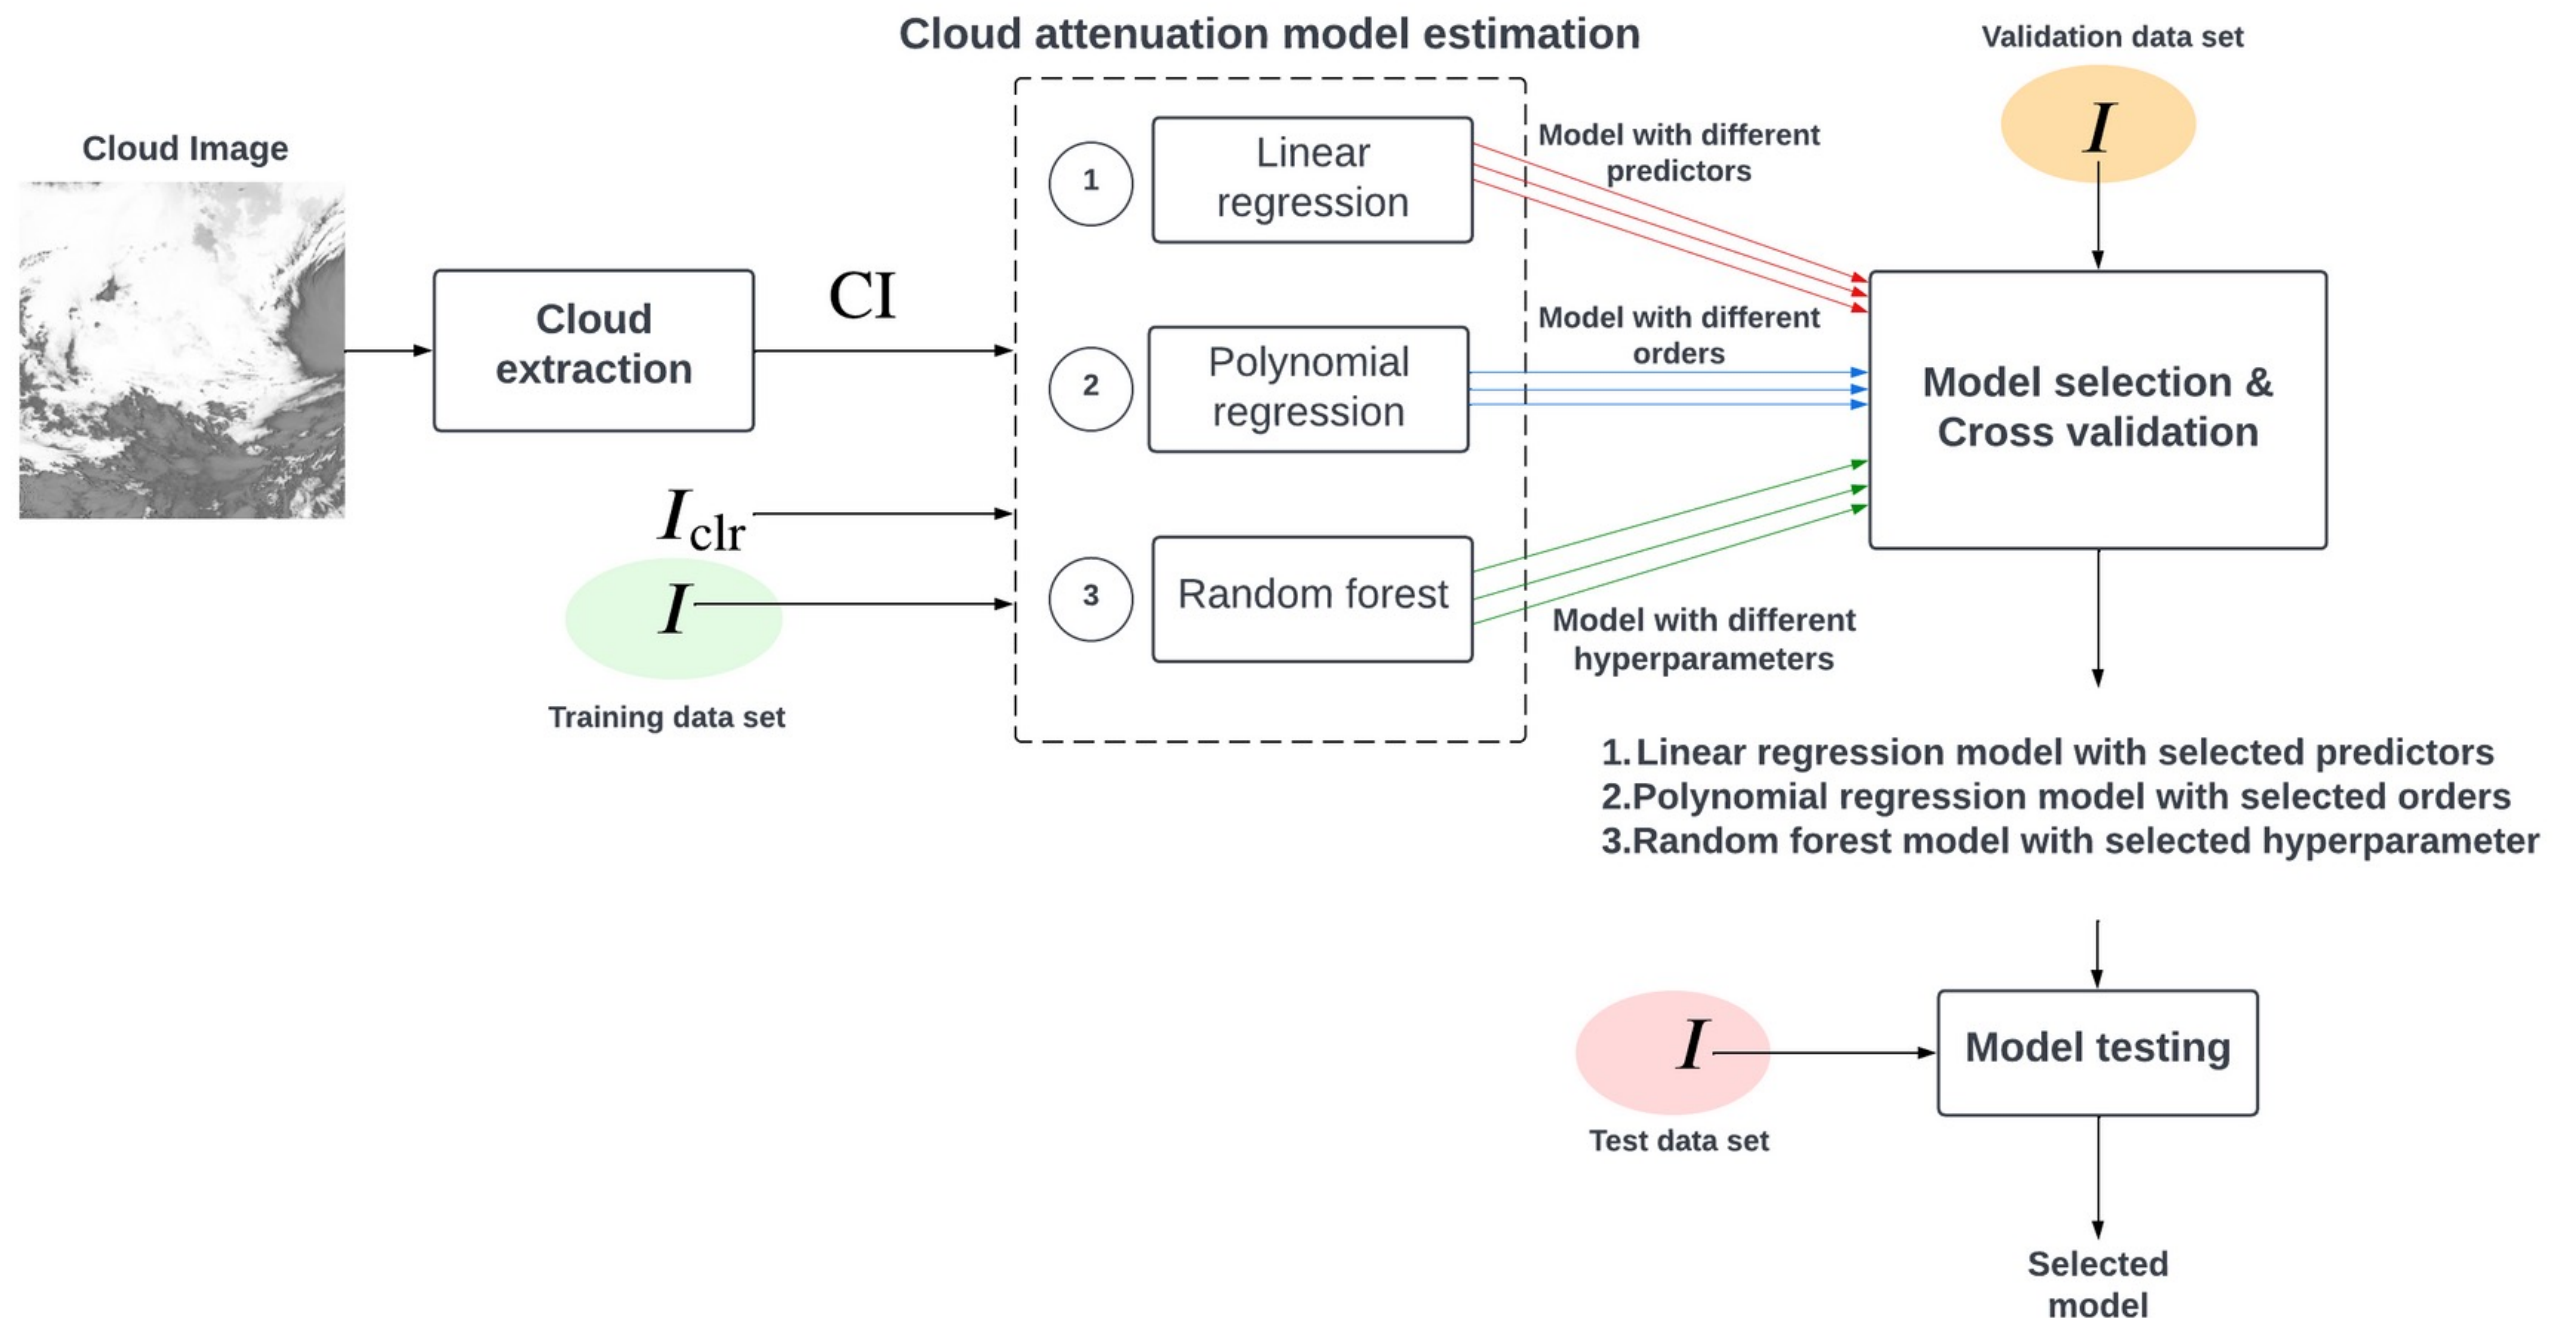 Cloud attenuation model estimation
Validation data set
I
Cloud Image
1
Linear
regression
Model with different
predictors
Cloud
extraction
CI
2
Polynomial
regression
Model with different
orders
Model selection &
Cross validation
Iclr
I
Training data set
3
Random forest
Model with different
hyperparameters
1. Linear regression model with selected predictors
2.Polynomial regression model with selected orders
3.Random forest model with selected hyperparameter
I
Test data set
Model testing
Selected
model